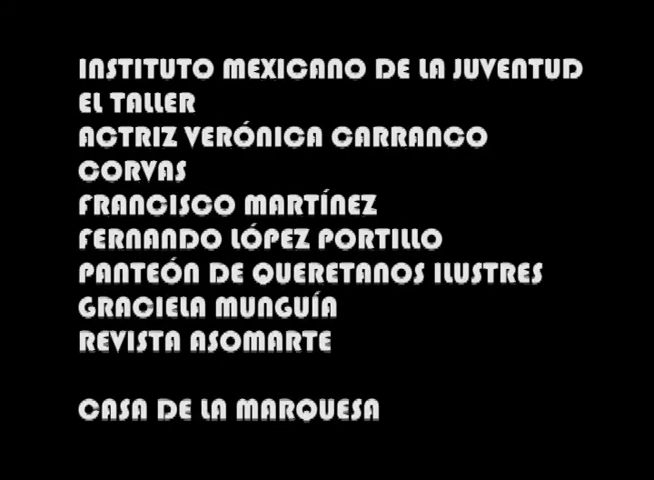 INSTITUTO MEXICANO DE LA JUVENTUD
EL TALLER
ACTRIZ VERÓNICA CARRANCO
CORVAS
FRANCISCO MARTÍNEZ
FERNANDO LÓPEZ PORTILLO
PANTEÓN DE QUERETANOS ILUSTRES
GRACIELA MUNGUÍA
REVISTA ASOMARTE
CASA DE LA MARQUESA